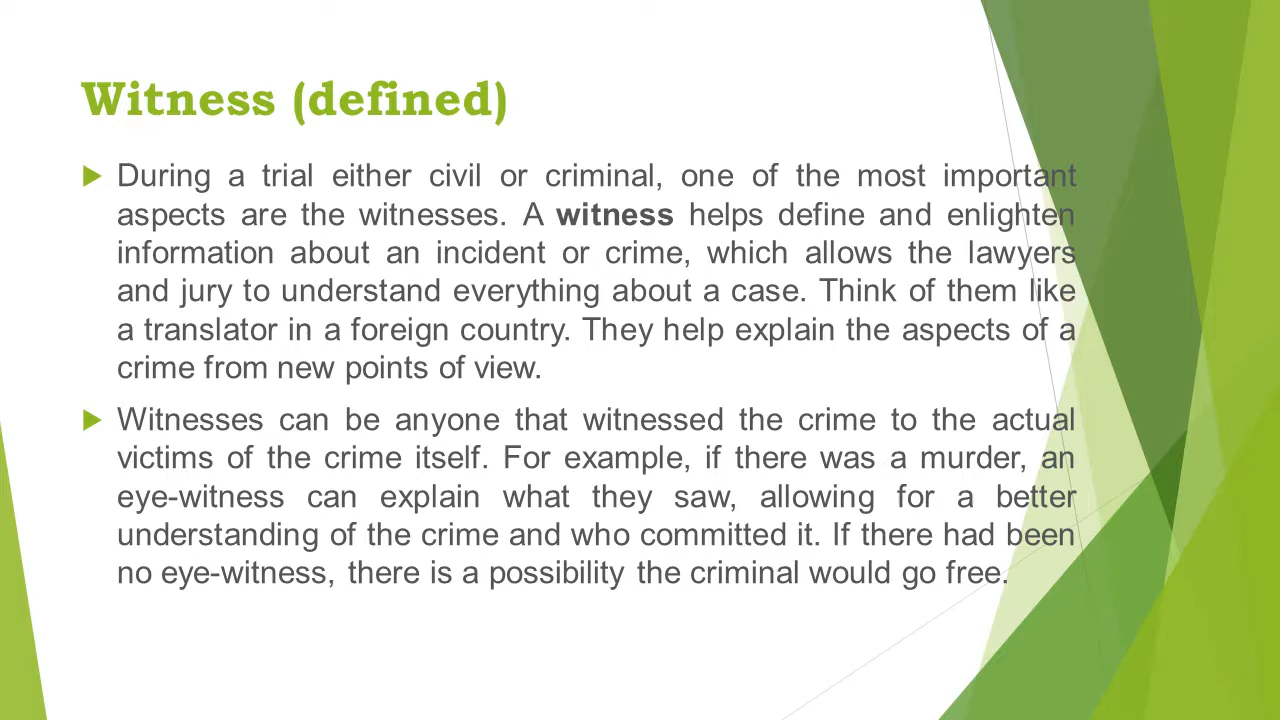 Witness (defined)
During a trial either civil or criminal, one of the most important
aspects are the witnesses. A witness helps define and enlighten
information about an incident or crime, which allows the lawyers
and jury to understand everything about a case. Think of them like
a translator in a foreign country. They help explain the aspects of a
crime from new points of view.
Witnesses can be anyone that witnessed the crime to the actual
victims of the crime itself. For example, if there was a murder, an
eye-witness can explain what they saw, allowing for a better
understanding of the crime and who committed it. If there had been
no eye-witness, there is a possibility the criminal would go free.